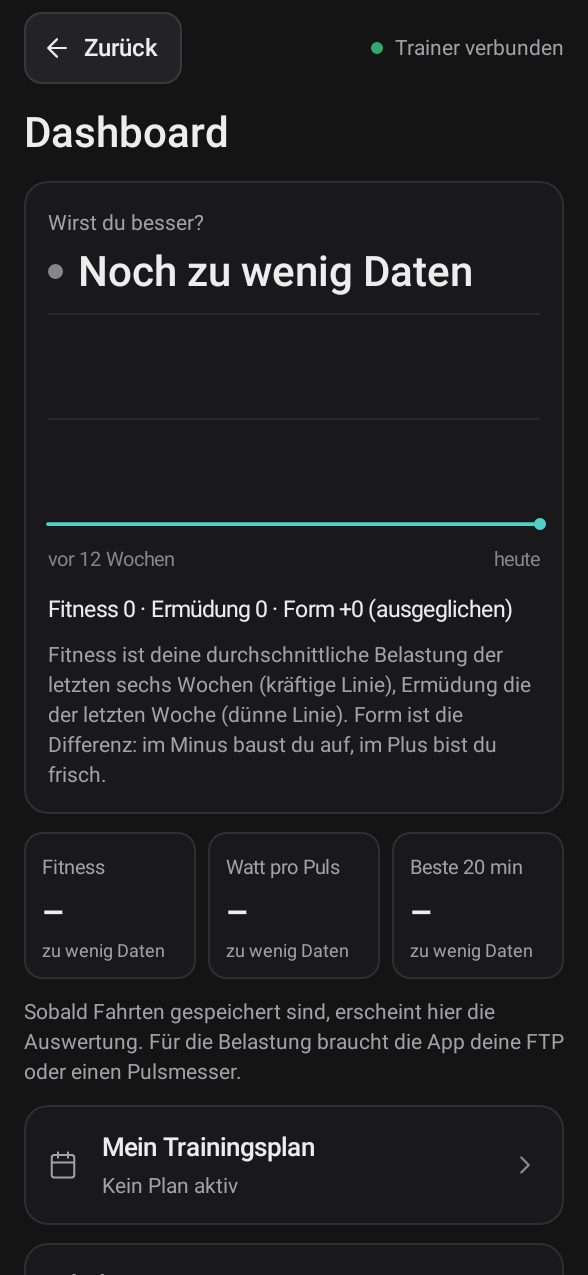 Zurück
Trainer verbunden
Dashboard
Wirst du besser?
Noch zu wenig Daten
vor 12 Wochen
heute
Fitness 0 · Ermüdung 0 · Form +0 (ausgeglichen)
Fitness ist deine durchschnittliche Belastung der
letzten sechs Wochen (kräftige Linie), Ermüdung die
der letzten Woche (dünne Linie). Form ist die
Differenz: im Minus baust du auf, im Plus bist du
frisch.
Fitness
–
zu wenig Daten
Watt pro Puls
–
zu wenig Daten
Beste 20 min
–
zu wenig Daten
Sobald Fahrten gespeichert sind, erscheint hier die
Auswertung. Für die Belastung braucht die App deine FTP
oder einen Pulsmesser.
Mein Trainingsplan
Kein Plan aktiv